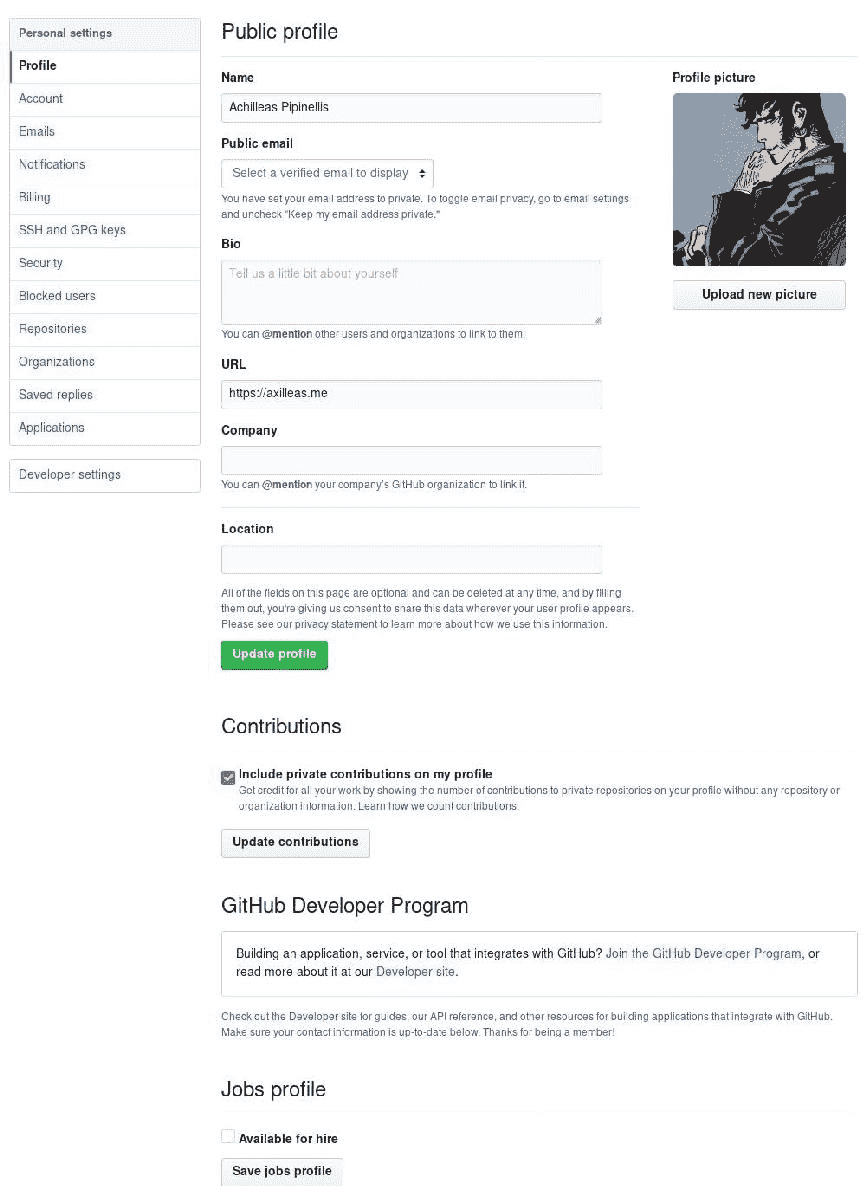 Personal settings
Profile
Account
Emails
Notifications
Billing
SSH and GPG keys
Security
Blocked users
Repositories
Organizations
Saved replies
Applications
Developer settings
Public profile
Name
Achilleas Pipinellis
Public email
Select a verified email to display
You have set your email address to private. To toggle email privacy, go to email settings
and uncheck "Keep my email address private."
Bio
Tell us a little bit about yourself
You can @mention other users and organizations to link to them.
URL
https://axilleas.me
Company
You can @mention your company's GitHub organization to link it.
Location
All of the fields on this page are optional and can be deleted at any time, and by filling
them out, you're giving us consent to share this data wherever your user profile appears.
Please see our privacy statement to learn more about how we use this information.
Update profile
Profile picture
Upload new picture
Contributions
Include private contributions on my profile
Get credit for all your work by showing the number of contributions to private repositories on your profile without any repository or
organization information. Learn how we count contributions.
Update contributions
GitHub Developer Program
Building an application, service, or tool that integrates with GitHub? Join the GitHub Developer Program, or
read more about it at our Developer site.
Check out the Developer site for guides, our API reference, and other resources for building applications that integrate with GitHub.
Make sure your contact information is up-to-date below. Thanks for being a member!
Jobs profile
Available for hire
Save jobs profile